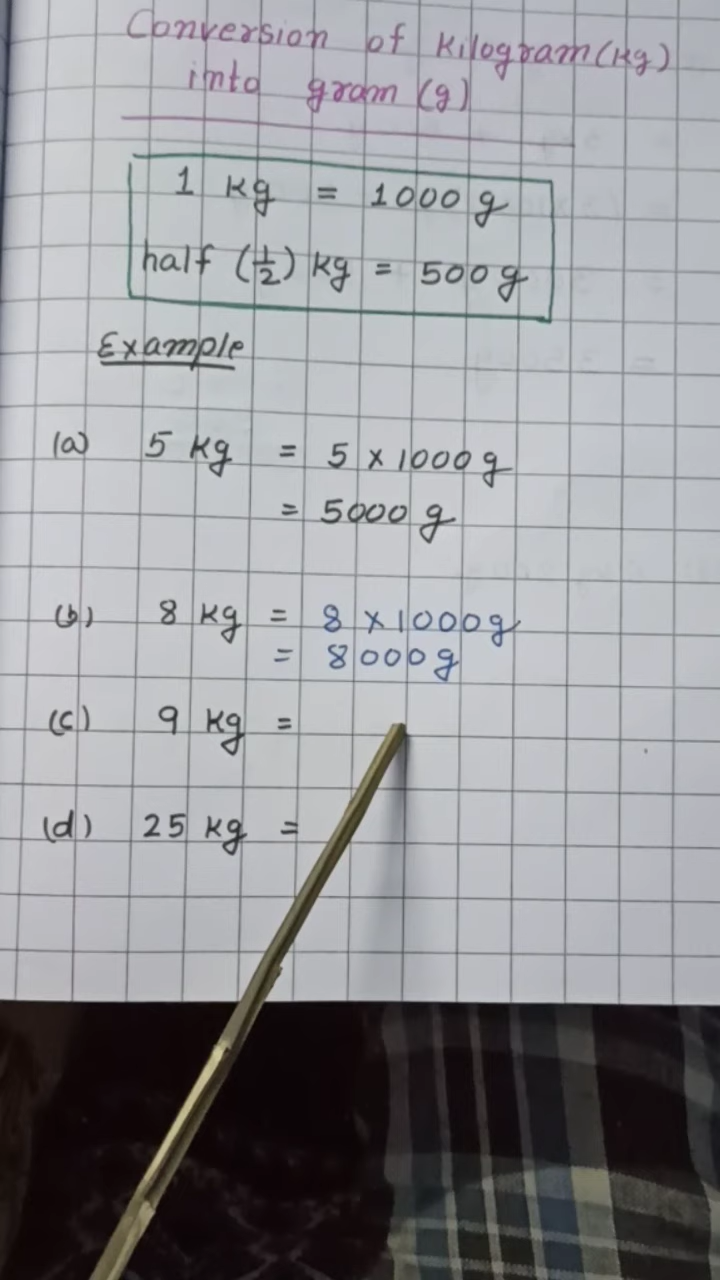 Conversion of Kilogram (kg)
into gram (g)
1 kg = 1000 g
half (1/2) kg = 500 g
Example
(a) 5 kg = 5 × 1000 g
= 5000 g
(b) 8 kg = 8 × 1000 g
= 8000 g
(c) 9 kg =
(d) 25 kg =